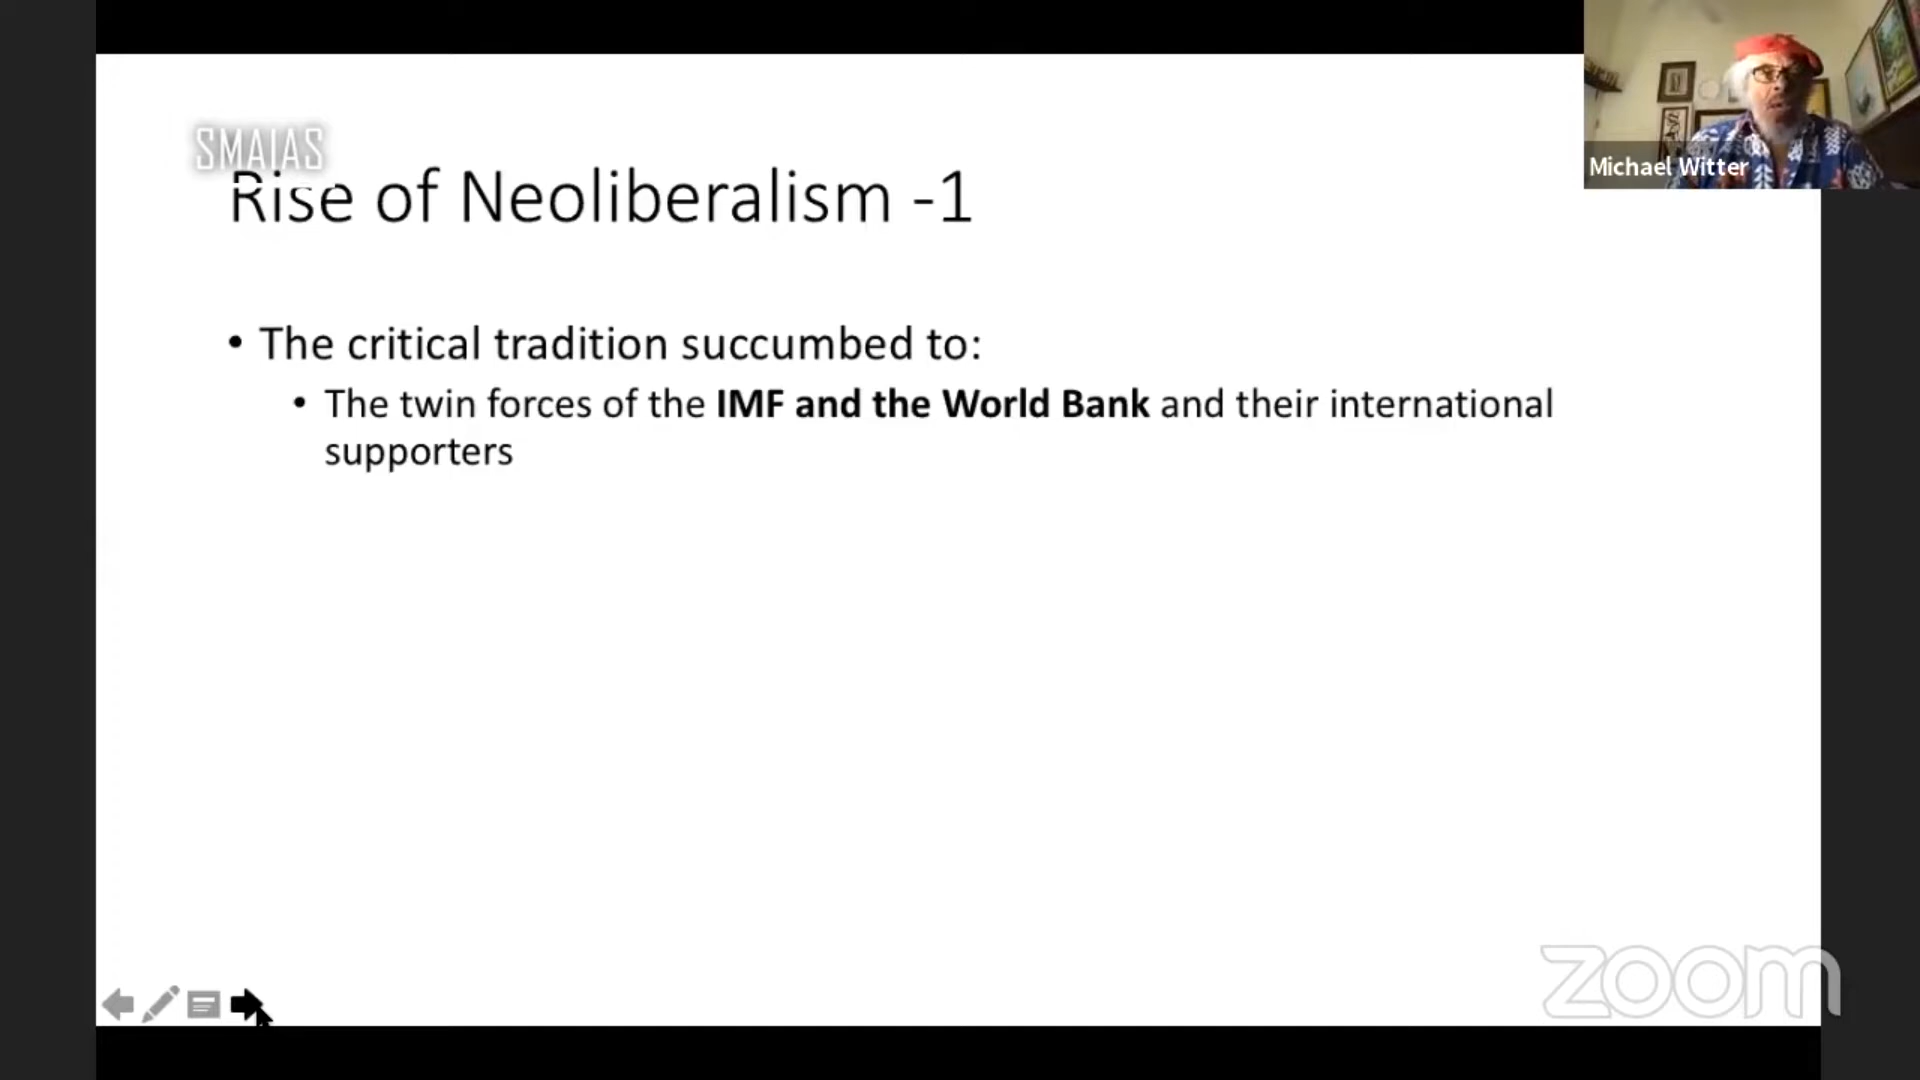 Michael Witter
SMAIAS
Rise of Neoliberalism -1
• The critical tradition succumbed to:
• The twin forces of the IMF and the World Bank and their international
supporters
zoom